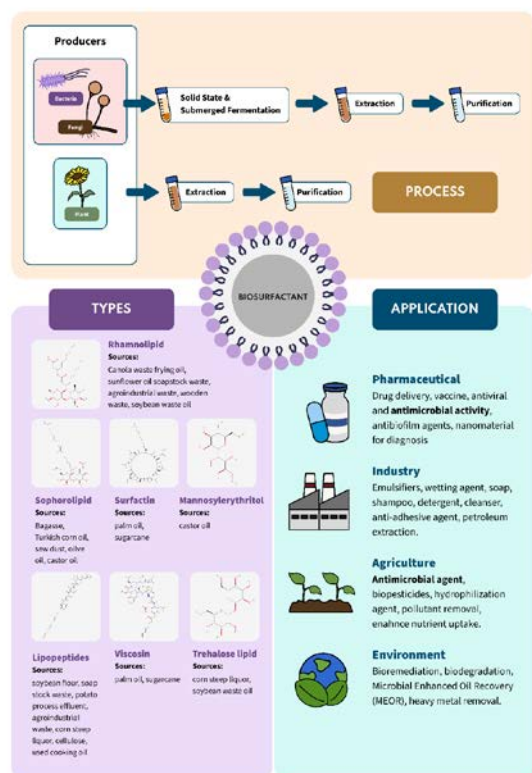 Producers
Bacteria
Fungi
Solid State &
Submerged Fermentation
Extraction
Purification
Plant
Extraction
Purification
PROCESS
BIOSURFACTANT
TYPES
Rhamnolipid
Sources:
Canola waste frying oil,
sunflower oil soapstock waste,
agroindustrial waste, wooden
waste, soybean waste oil
Sophorolipid
Sources:
Bagasse,
Turkish corn oil,
saw dust, olive
oil, castor oil.
Surfactin
Sources:
palm oil,
sugarcane
Mannosylerythritol
Sources:
castor oil
Lipopeptides
Sources:
soybean flour, soap
stock waste, potato
process effluent,
agroindustrial
waste, corn steep
liquor, cellulose,
used cooking oil
Viscosin
Sources:
palm oil, sugarcane
Trehalose lipid
Sources:
corn steep liquor,
soybean waste oil
APPLICATION
Pharmaceutical
Drug delivery, vaccine, antiviral
and antimicrobial activity,
antibiofilm agents, nanomaterial
for diagnosis
Industry
Emulsifiers, wetting agent, soap,
shampoo, detergent, cleanser,
anti-adhesive agent, petroleum
extraction.
Agriculture
Antimicrobial agent,
biopesticides, hydrophilization
agent, pollutant removal,
enahnce nutrient uptake.
Environment
Bioremediation, biodegradation,
Microbial Enhanced Oil Recovery
(MEOR), heavy metal removal.